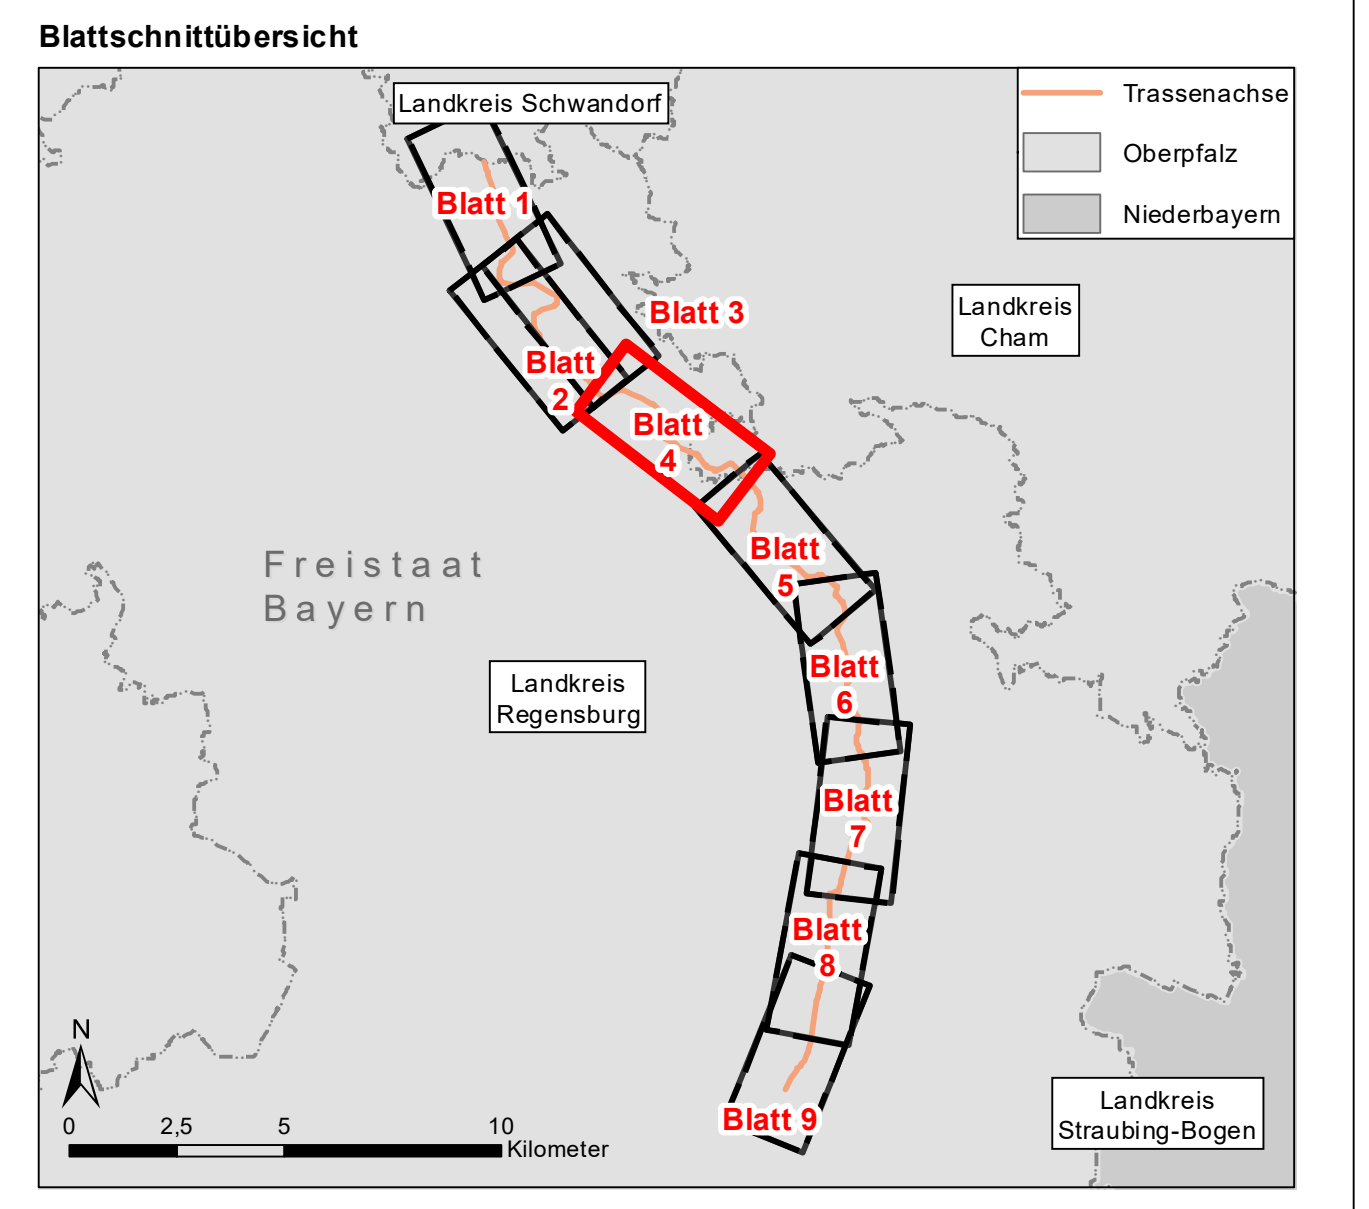 Blattschnittübersicht
Landkreis Schwandorf
Trassenachse
Oberpfalz
Niederbayern
Blatt 1
Landkreis
Cham
Blatt 3
Blatt
2
Blatt
4
Freistaat
Bayern
Blatt
5
Landkreis
Regensburg
Blatt
6
Blatt
7
Blatt
8
Blatt 9
N
0 2,5 5 10
Kilometer
Landkreis
Straubing-Bogen